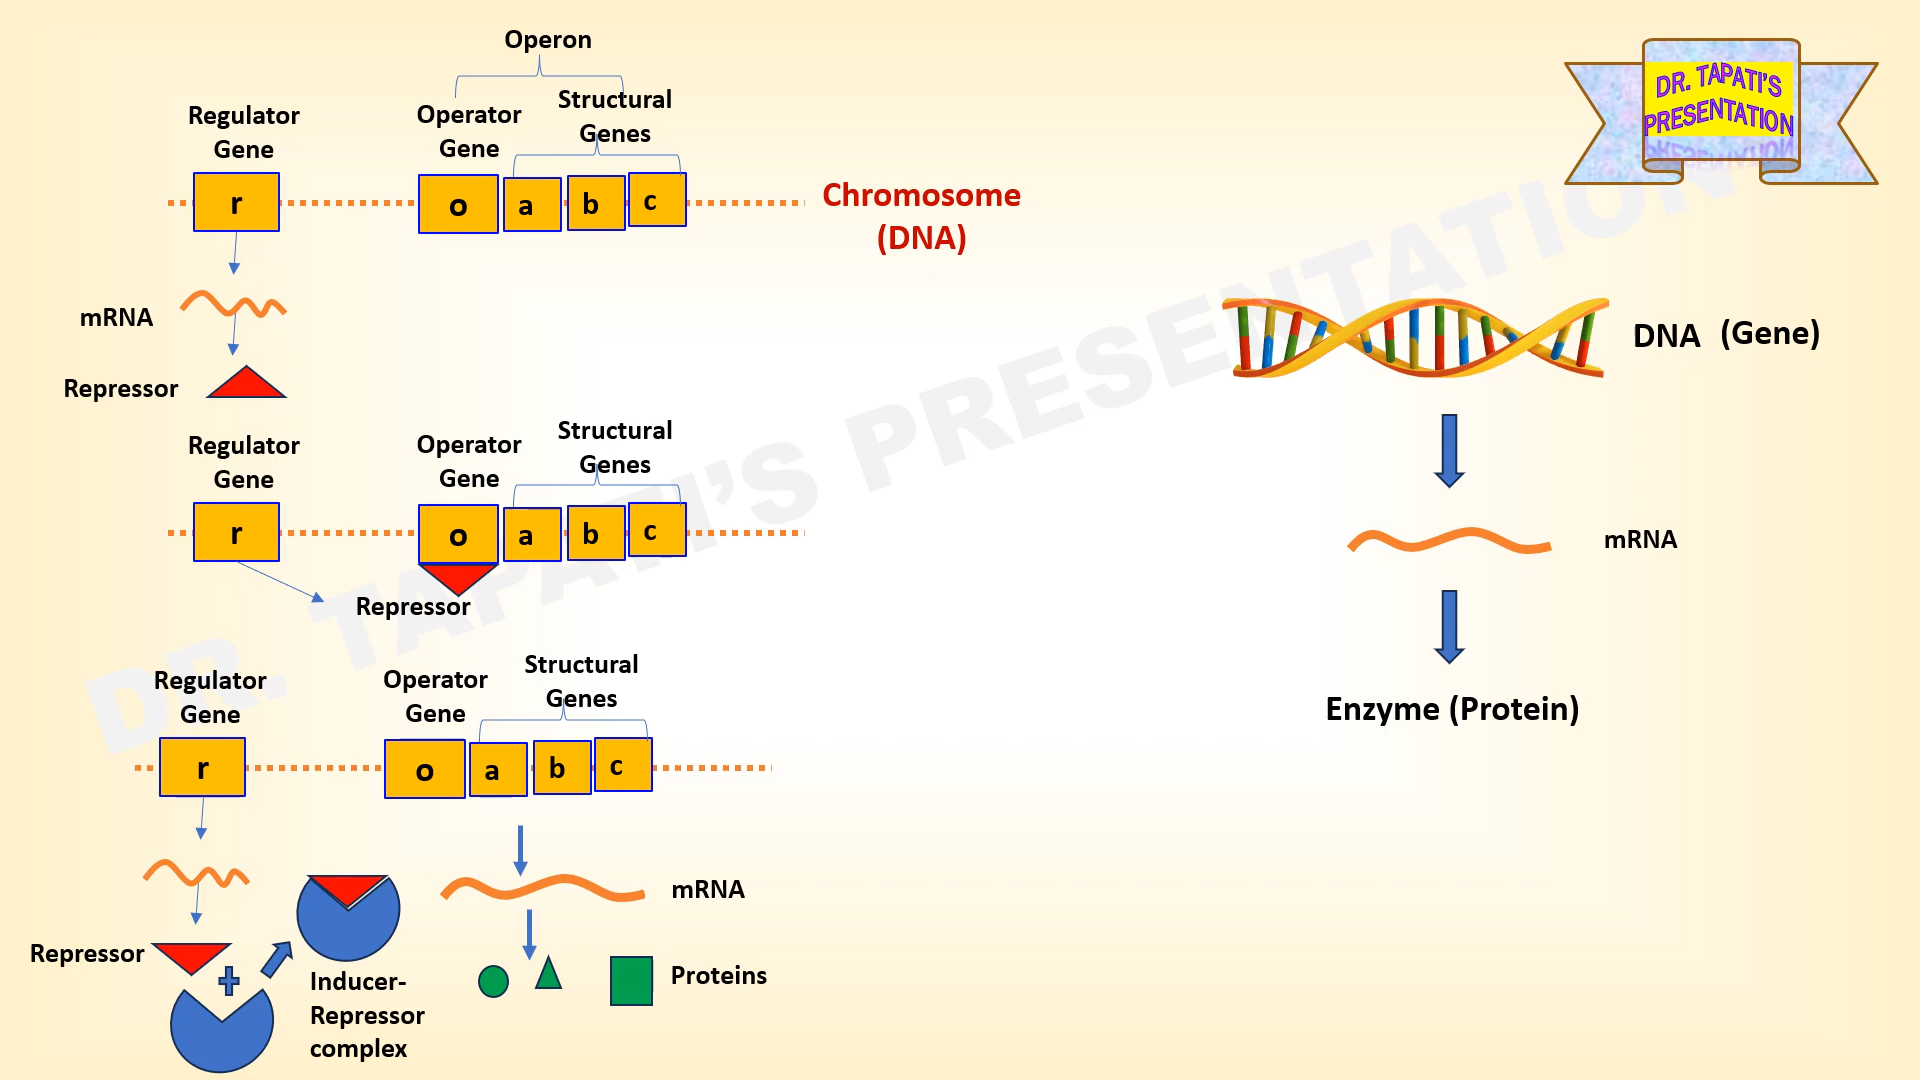 Operon
Regulator
Gene
Operator
Gene
Structural
Genes
r
o
a
b
c
Chromosome
(DNA)
mRNA
Repressor
Regulator
Gene
Operator
Gene
Structural
Genes
r
o
a
b
c
Repressor
Regulator
Gene
Operator
Gene
Structural
Genes
r
o
a
b
c
mRNA
Repressor
Inducer-
Repressor
complex
Proteins
DR. TAPATI'S
PRESENTATION
DNA (Gene)
mRNA
Enzyme (Protein)
DR. TAPATI'S PRESENTATION